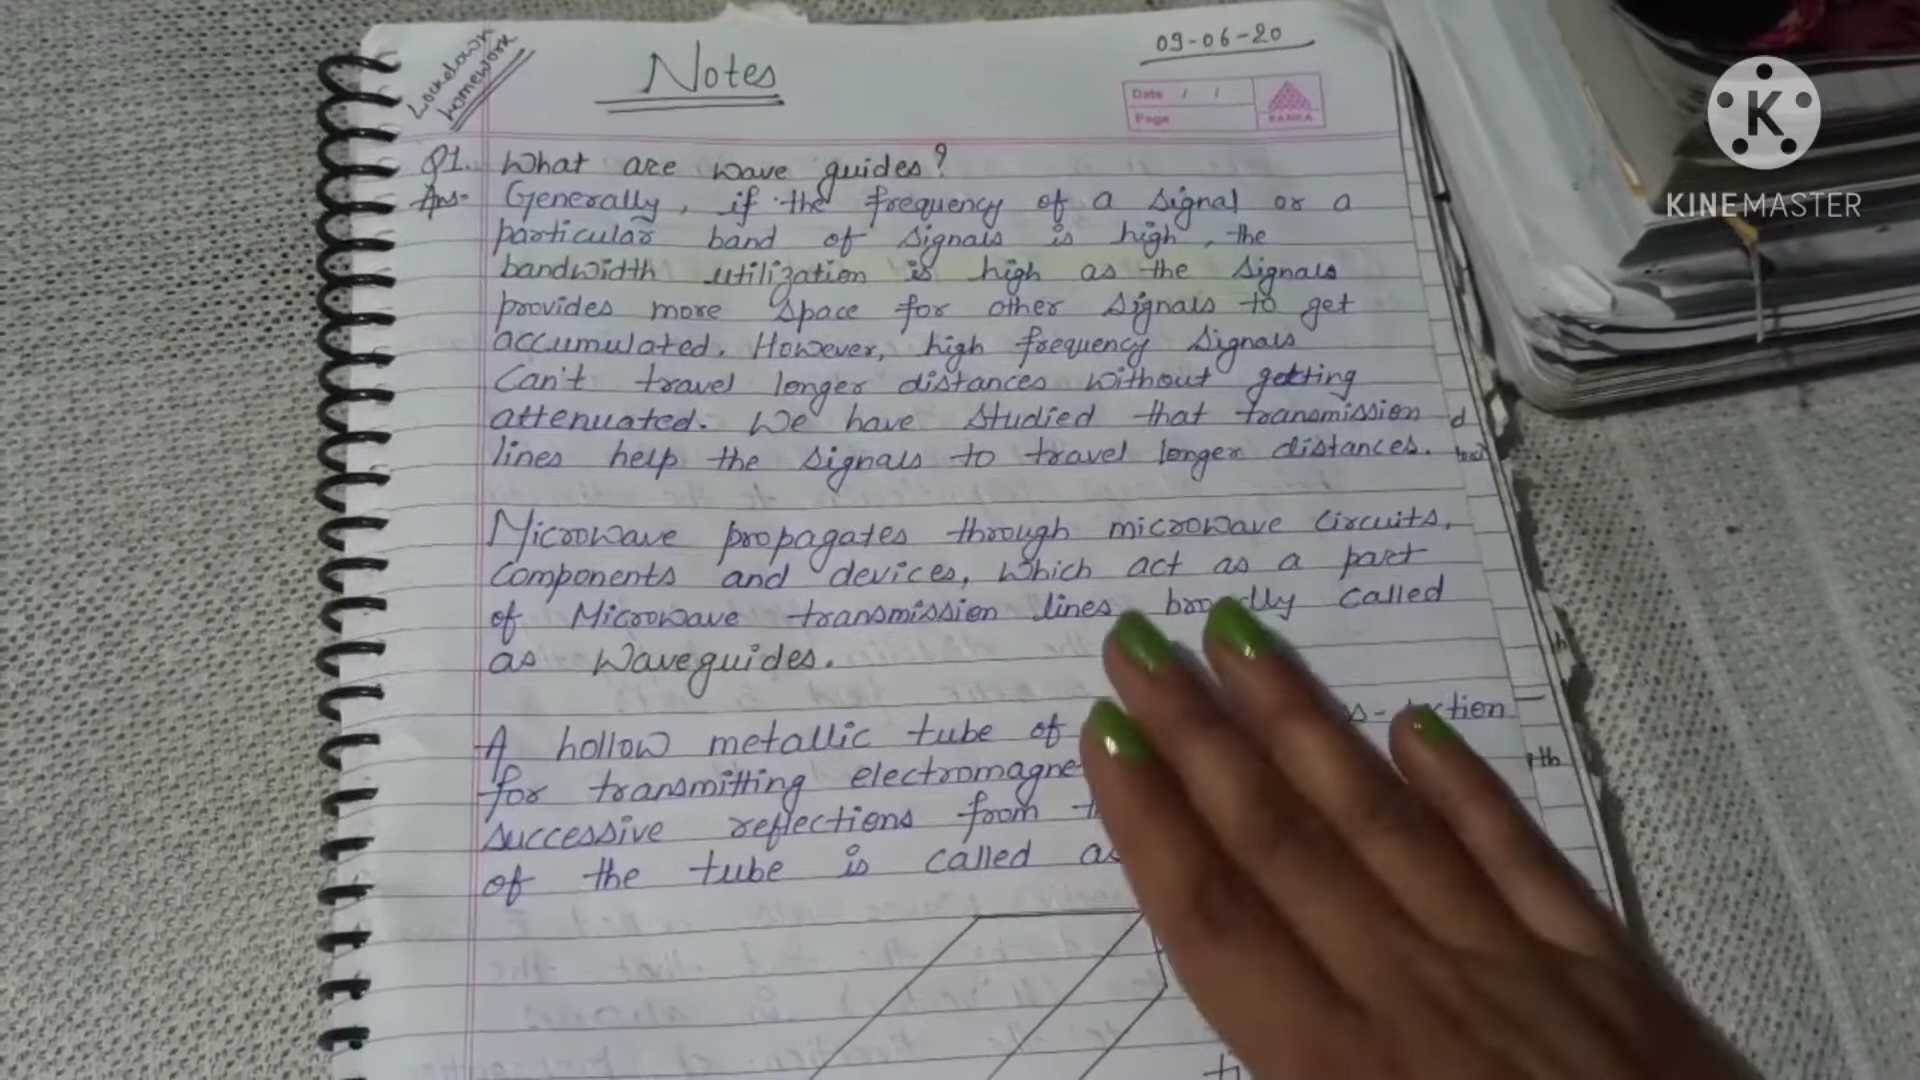 Lockdown
homework
Notes
09-06-20
Date / /
Page
RANKA
K
KINEMASTER
Q1. What are wave guides?
Ans- Generally, if the frequency of a signal or a
particular band of signals is high, the
bandwidth utilization is high as the signals
provides more space for other signals to get
accumulated. However, high frequency signals
can't travel longer distances without getting
attenuated. We have studied that transmission
lines help the signals to travel longer distances.
Microwave propagates through microwave circuits,
components and devices, which act as a part
of Microwave transmission lines broadly called
as Waveguides.
A hollow metallic tube of
for transmitting electromagne
successive reflections from
of the tube is called as